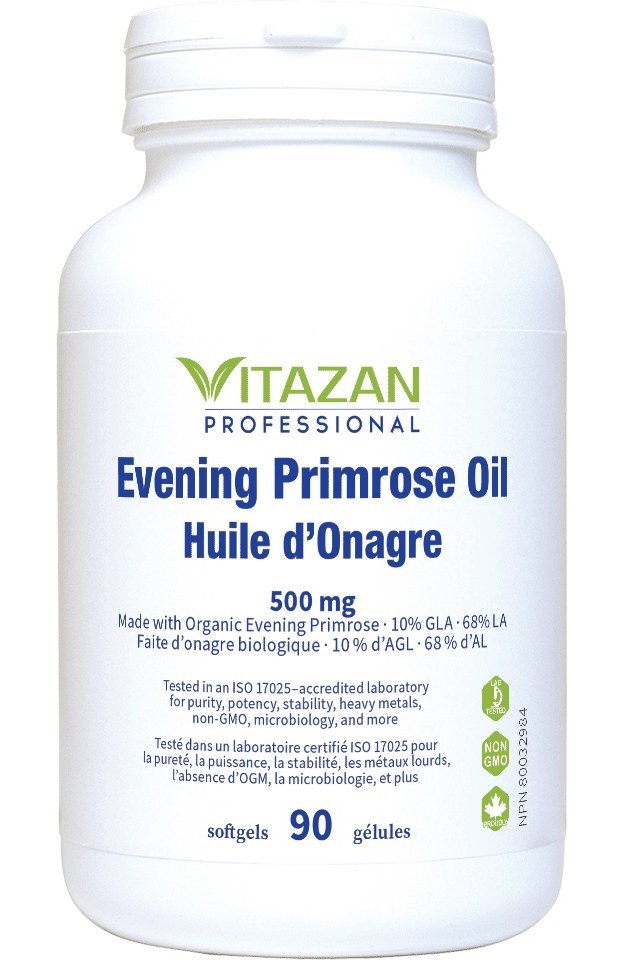 VITAZAN
PROFESSIONAL
Evening Primrose Oil
Huile d'Onagre
500 mg
Made with Organic Evening Primrose · 10% GLA · 68% LA
Faite d'onagre biologique · 10 % d'AGL · 68 % d'AL
Tested in an ISO 17025–accredited laboratory
for purity, potency, stability, heavy metals,
non-GMO, microbiology, and more
Testé dans un laboratoire certifié ISO 17025 pour
la pureté, la puissance, la stabilité, les métaux lourds,
l'absence d'OGM, la microbiologie, et plus
softgels 90 gélules
LAB
TESTED
NON
GMO
PROUDLY
NPN 80032984